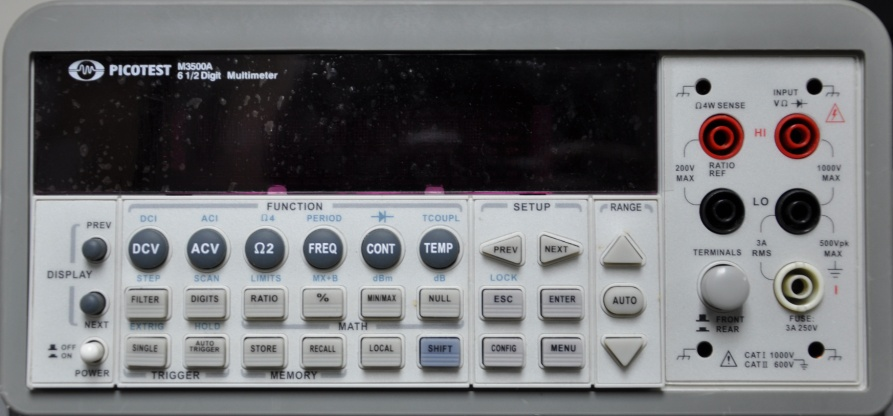 PICOTEST M3500A
6 1/2 Digit Multimeter
FUNCTION
SETUP
RANGE
DCI ACI Ω4 PERIOD TCOUPL
PREV
DCV ACV Ω2 FREQ CONT TEMP
PREV NEXT
DISPLAY
STEP SCAN LIMITS MX+B dBm dB
LOCK
FILTER DIGITS RATIO % MIN/MAX NULL
ESC ENTER
AUTO
NEXT
EXTRIG HOLD
MATH
OFF
ON
POWER
SINGLE
AUTO
TRIGGER
STORE RECALL LOCAL SHIFT
CONFIG MENU
TRIGGER MEMORY
Ω4W SENSE
INPUT
VΩ
HI
RATIO
REF
200V
MAX
1000V
MAX
LO
3A
RMS
500Vpk
MAX
TERMINALS
I
FRONT
REAR
FUSE:
3A 250V
CAT I 1000V
CAT II 600V